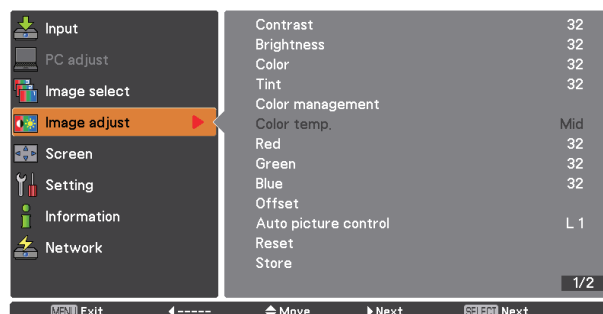 Input
PC adjust
Image select
Image adjust
Screen
Setting
Information
Network
Contrast 32
Brightness 32
Color 32
Tint 32
Color management
Color temp. Mid
Red 32
Green 32
Blue 32
Offset
Auto picture control L 1
Reset
Store
1/2
MENU Exit ◀----- Move Next SELECT Next